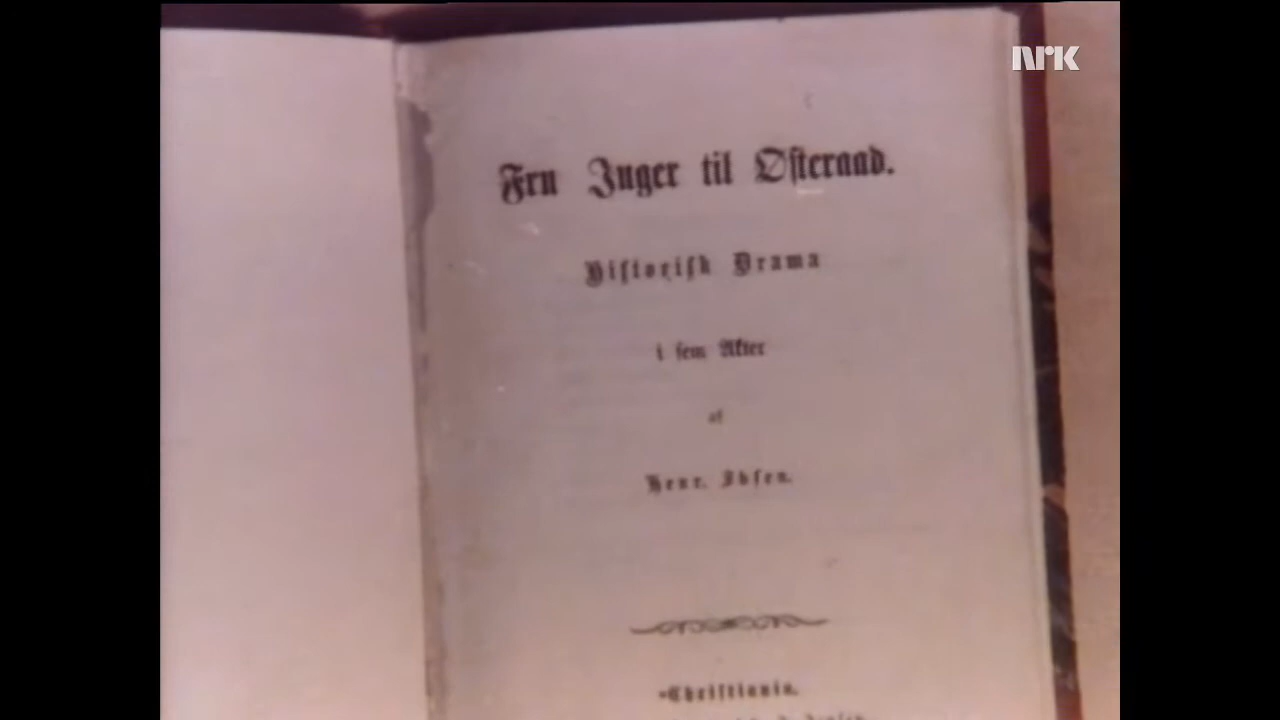 nrk
Fru Inger til Østeraad.
Historisk Drama
i fem Akter
af
Henr. Ibsen.
Christiania.